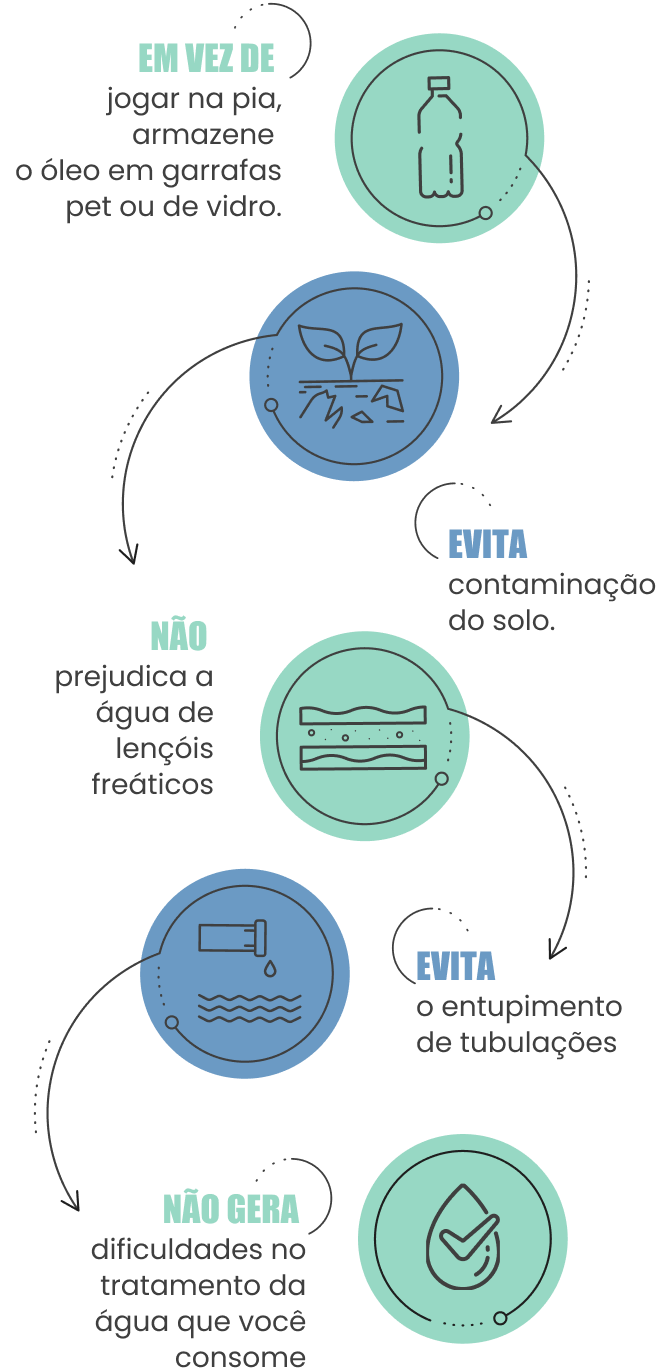 EM VEZ DE
jogar na pia,
armazene
o óleo em garrafas
pet ou de vidro.
EVITA
contaminação
do solo.
NÃO
prejudica a
água de
lençóis
freáticos
EVITA
o entupimento
de tubulações
NÃO GERA
dificuldades no
tratamento da
água que você
consome